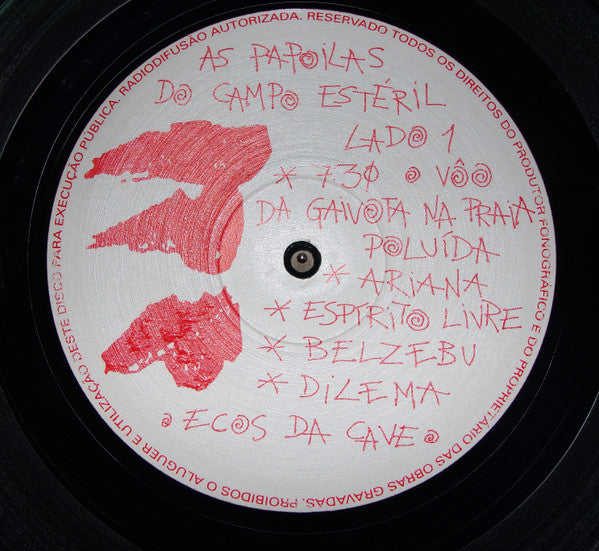 AS PAPOILAS
DO CAMPO ESTÉRIL
LADO 1
* 730 o VÔO
DA GAIVOTA NA PRAIA
POLUÍDA
* ARIANA
* ESPÍRITO LIVRE
* BELZEBU
* DILEMA
ECOS DA CAVE
RESERVADO TODOS OS DIREITOS DO PRODUTOR FONOGRÁFICO E DO PROPRIETÁRIO DAS OBRAS GRAVADAS. PROIBIDOS O ALUGUER E UTILIZAÇÃO DESTE DISCO PARA EXECUÇÃO PÚBLICA. RADIODIFUSÃO AUTORIZADA.